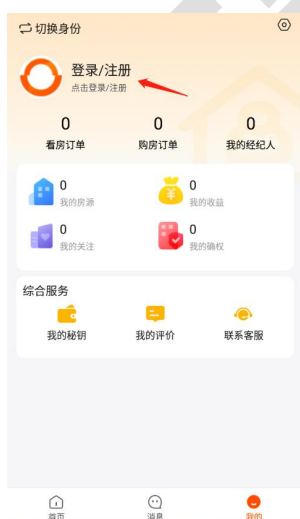 切换身份
登录/注册
点击登录/注册
0 0 0
看房订单 购房订单 我的经纪人
0 0
我的房源 我的收益
0 0
我的关注 我的确权
综合服务
我的秘钥 我的评价 联系客服
首页 消息 我的